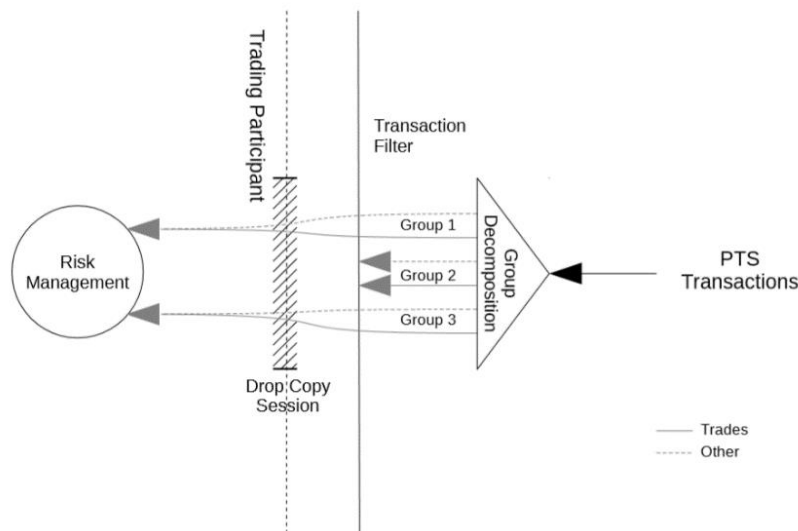 Trading Participant
Transaction
Filter
Group 1
Group 2
Group 3
Group
Decomposition
PTS
Transactions
Risk
Management
Drop Copy
Session
Trades
Other